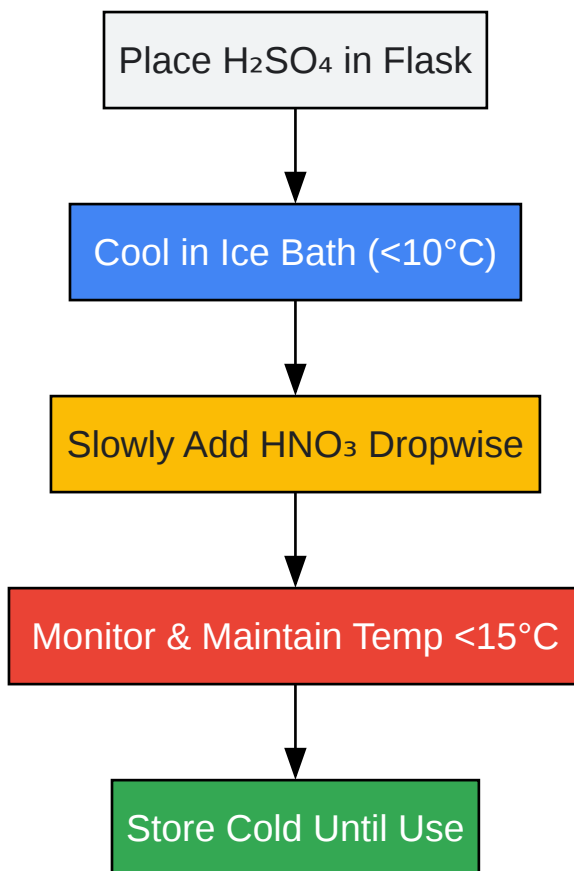 Place H₂SO₄ in Flask
Cool in Ice Bath (<10°C)
Slowly Add HNO₃ Dropwise
Monitor & Maintain Temp <15°C
Store Cold Until Use